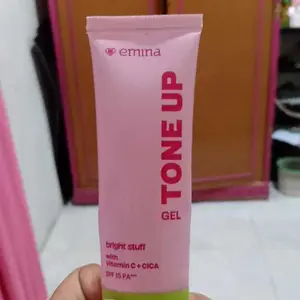 emina
TONE UP
GEL
bright stuff
with
Vitamin C + CICA
SPF 15 PA+++